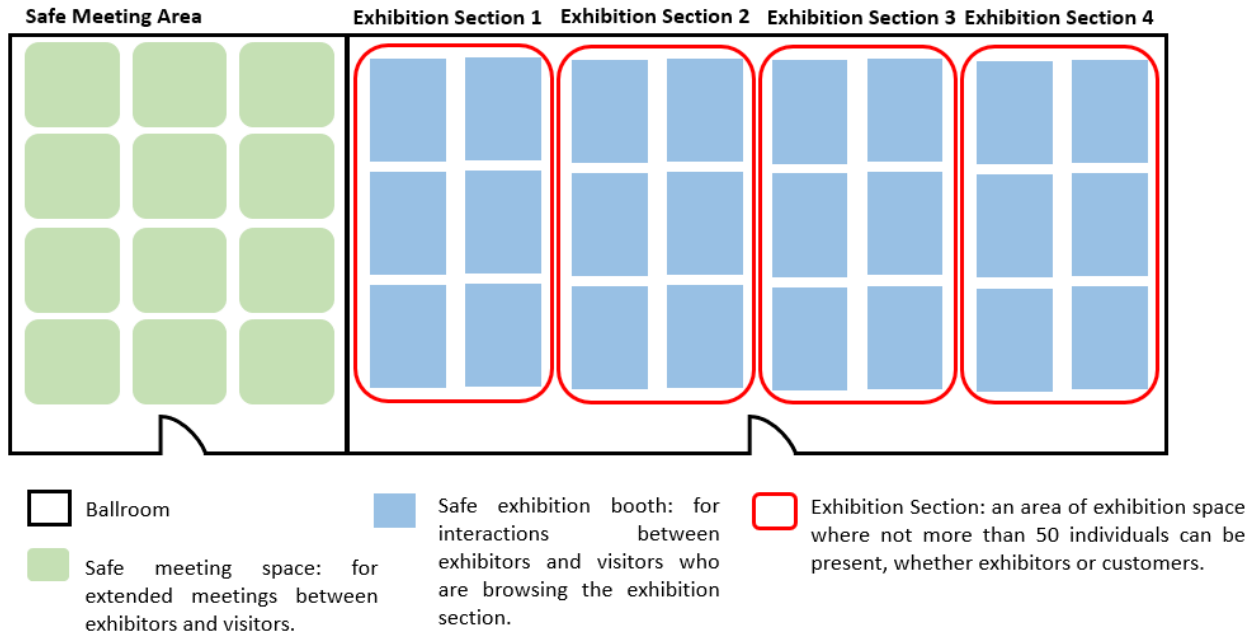 Safe Meeting Area
Exhibition Section 1
Exhibition Section 2
Exhibition Section 3
Exhibition Section 4
Ballroom
Safe meeting space: for
extended meetings between
exhibitors and visitors.
Safe exhibition booth: for
interactions between
exhibitors and visitors who
are browsing the exhibition
section.
Exhibition Section: an area of exhibition space
where not more than 50 individuals can be
present, whether exhibitors or customers.